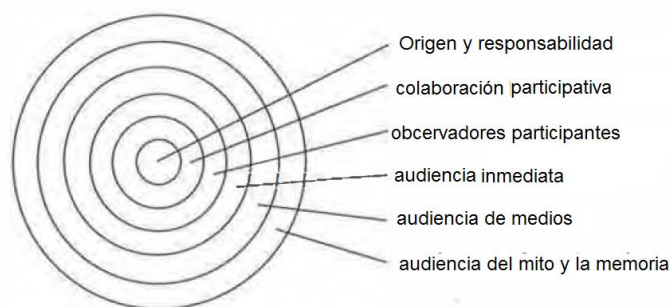 Origen y responsabilidad
colaboración participativa
obcervadores participantes
audiencia inmediata
audiencia de medios
audiencia del mito y la memoria